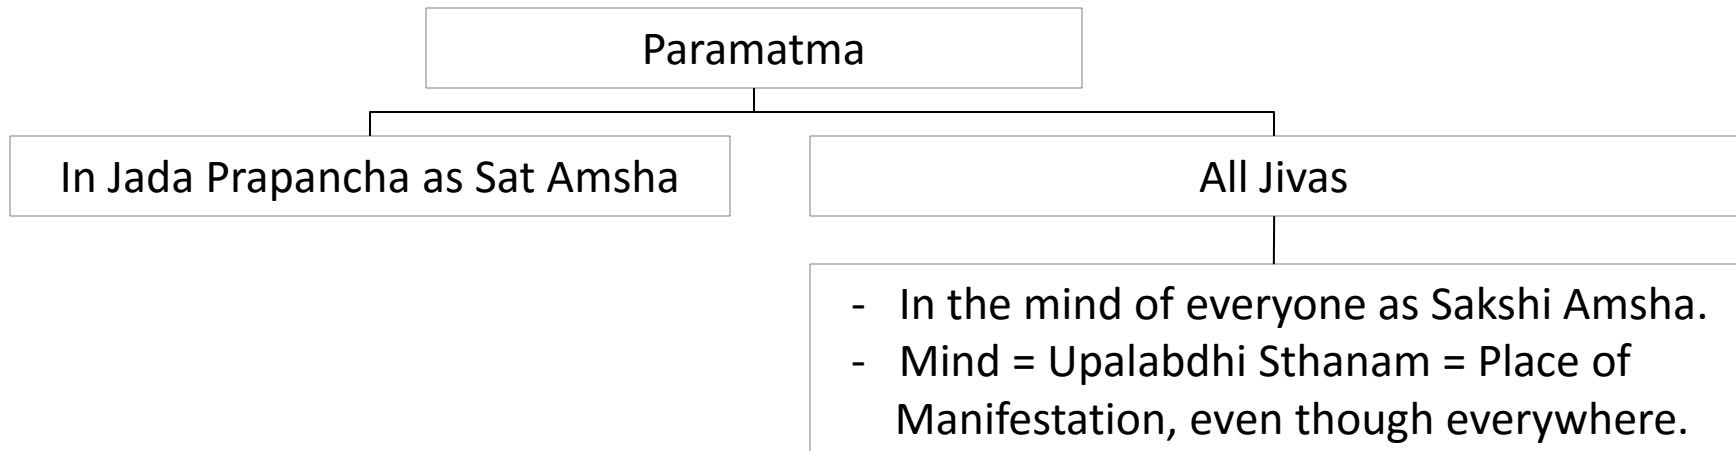 Paramatma
In Jada Prapancha as Sat Amsha
All Jivas
- In the mind of everyone as Sakshi Amsha.
- Mind = Upalabdhi Sthanam = Place of
Manifestation, even though everywhere.